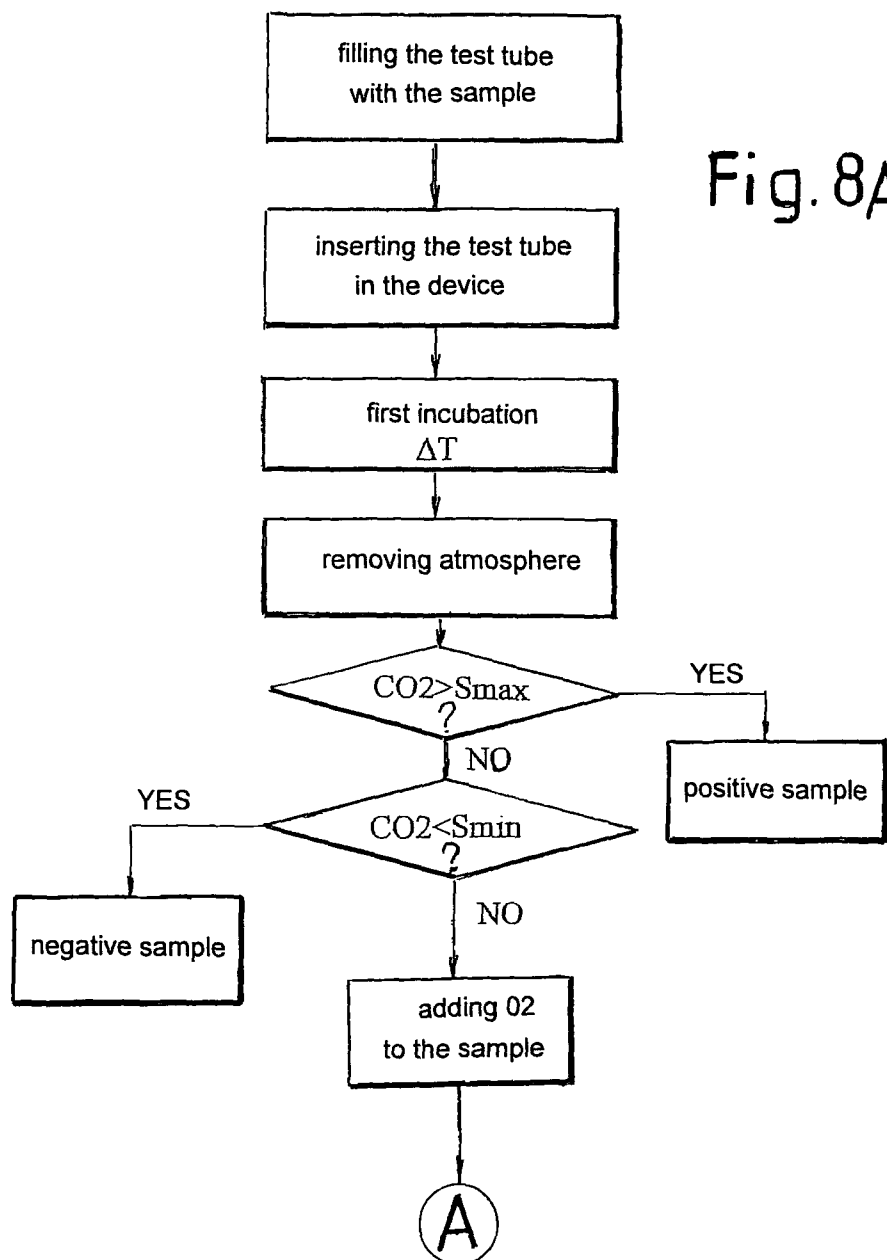 filling the test tube
with the sample
Fig. 8A
inserting the test tube
in the device
first incubation
ΔT
removing atmosphere
CO2>Smax
?
YES
NO
positive sample
YES
CO2<Smin
?
NO
negative sample
adding 02
to the sample
A